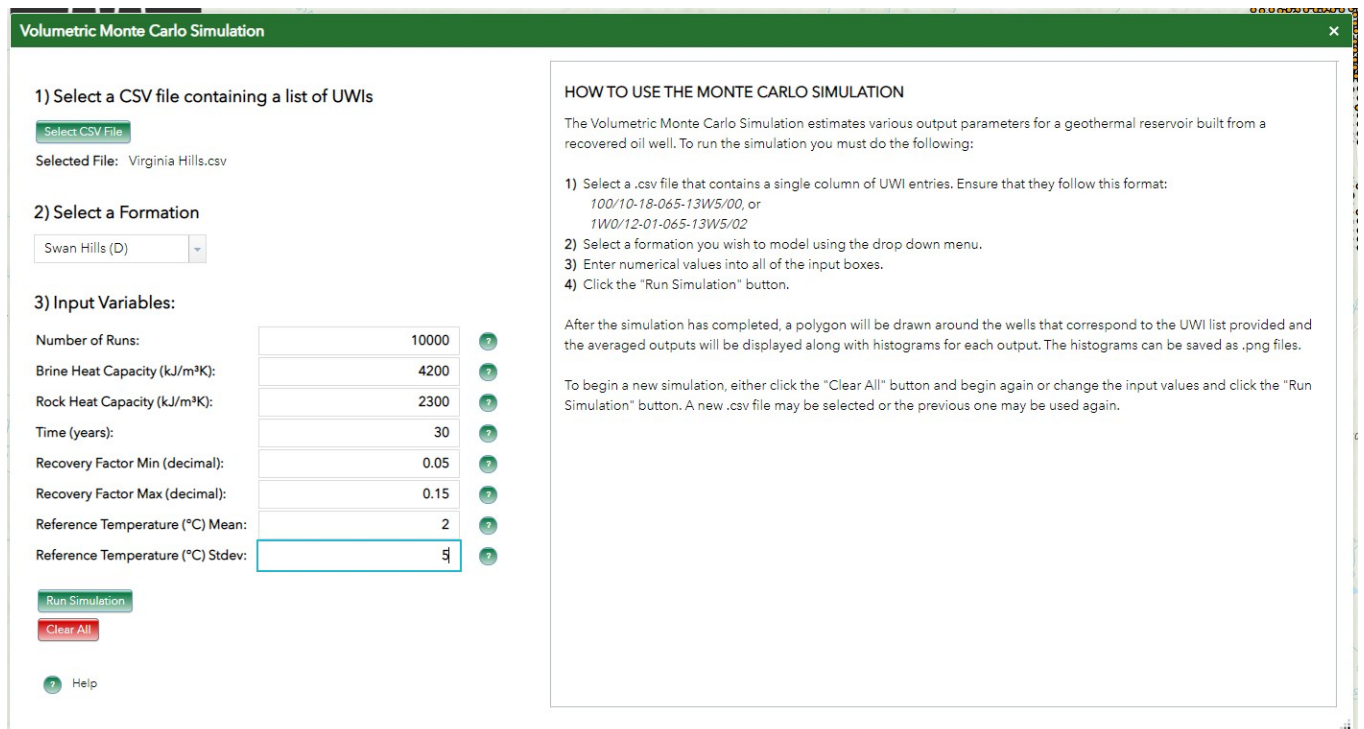 Volumetric Monte Carlo Simulation
×
1) Select a CSV file containing a list of UWIs
Select CSV File
Selected File: Virginia Hills.csv
2) Select a Formation
Swan Hills (D)
3) Input Variables:
Number of Runs: 10000 ?
Brine Heat Capacity (kJ/m³K): 4200 ?
Rock Heat Capacity (kJ/m³K): 2300 ?
Time (years): 30 ?
Recovery Factor Min (decimal): 0.05 ?
Recovery Factor Max (decimal): 0.15 ?
Reference Temperature (°C) Mean: 2 ?
Reference Temperature (°C) Stdev: 5 ?
Run Simulation
Clear All
? Help
HOW TO USE THE MONTE CARLO SIMULATION
The Volumetric Monte Carlo Simulation estimates various output parameters for a geothermal reservoir built from a
recovered oil well. To run the simulation you must do the following:
1) Select a .csv file that contains a single column of UWI entries. Ensure that they follow this format:
100/10-18-065-13W5/00, or
1W0/12-01-065-13W5/02
2) Select a formation you wish to model using the drop down menu.
3) Enter numerical values into all of the input boxes.
4) Click the "Run Simulation" button.
After the simulation has completed, a polygon will be drawn around the wells that correspond to the UWI list provided and
the averaged outputs will be displayed along with histograms for each output. The histograms can be saved as .png files.
To begin a new simulation, either click the "Clear All" button and begin again or change the input values and click the "Run
Simulation" button. A new .csv file may be selected or the previous one may be used again.